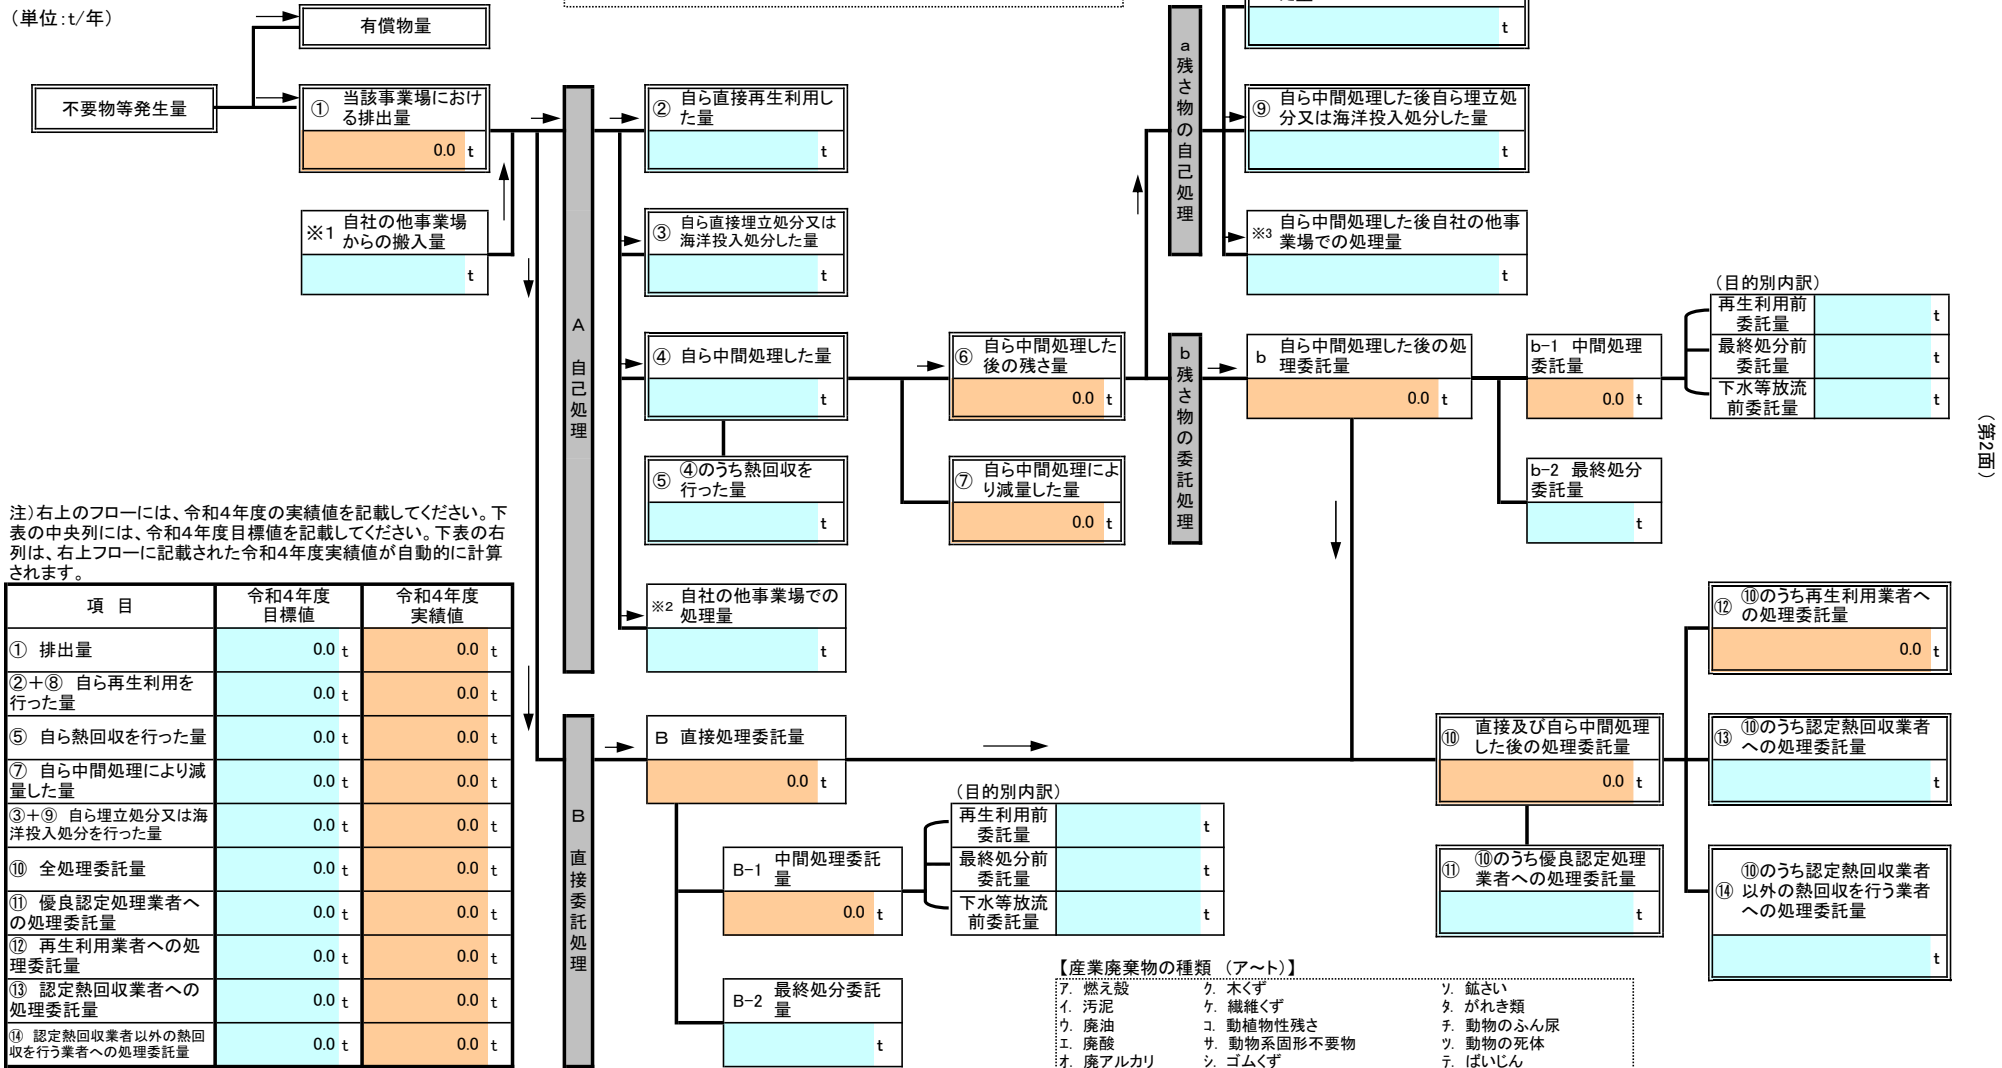 （単位：t/年）
有償物量
不要物等発生量
① 当該事業場におけ
る排出量
0.0 t
※1 自社の他事業場
からの搬入量
t
A
自己処理
② 自ら直接再生利用し
た量
t
③ 自ら直接埋立処分又は
海洋投入処分した量
t
④ 自ら中間処理した量
t
⑤ ④のうち熱回収を
行った量
t
※2 自社の他事業場での
処理量
t
⑥ 自ら中間処理した
後の残さ量
0.0 t
⑦ 自ら中間処理によ
り減量した量
0.0 t
a
残さ物の自己処理
t
⑨ 自ら中間処理した後自ら埋立処
分又は海洋投入処分した量
t
※3 自ら中間処理した後自社の他事
業場での処理量
t
b
残さ物の委託処理
b 自ら中間処理した後の処
理委託量
0.0 t
b-1 中間処理
委託量
0.0 t
b-2 最終処分
委託量
t
（目的別内訳）
再生利用前
委託量 t
最終処分前
委託量 t
下水等放流
前委託量 t
（第2面）
注）右上のフローには、令和4年度の実績値を記載してください。下
表の中央列には、令和4年度目標値を記載してください。下表の右
列は、右上フローに記載された令和4年度実績値が自動的に計算
されます。
項 目 令和4年度
目標値 令和4年度
実績値
① 排出量 0.0 t 0.0 t
②＋⑧ 自ら再生利用を
行った量 0.0 t 0.0 t
⑤ 自ら熱回収を行った量 0.0 t 0.0 t
⑦ 自ら中間処理により減
量した量 0.0 t 0.0 t
③＋⑨ 自ら埋立処分又は海
洋投入処分を行った量 0.0 t 0.0 t
⑩ 全処理委託量 0.0 t 0.0 t
⑪ 優良認定処理業者へ
の処理委託量 0.0 t 0.0 t
⑫ 再生利用業者への処
理委託量 0.0 t 0.0 t
⑬ 認定熱回収業者への
処理委託量 0.0 t 0.0 t
⑭ 認定熱回収業者以外の熱回
収を行う業者への処理委託量 0.0 t 0.0 t
B
直接委託処理
B 直接処理委託量
0.0 t
B-1 中間処理委託
量
0.0 t
B-2 最終処分委託
量
t
（目的別内訳）
再生利用前
委託量 t
最終処分前
委託量 t
下水等放流
前委託量 t
⑩ 直接及び自ら中間処理
した後の処理委託量
0.0 t
⑪ ⑩のうち優良認定処理
業者への処理委託量
t
⑫ ⑩のうち再生利用業者へ
の処理委託量
0.0 t
⑬ ⑩のうち認定熱回収業者
への処理委託量
t
⑭ ⑩のうち認定熱回収業者
以外の熱回収を行う業者
への処理委託量
t
【産業廃棄物の種類 （ア～ト）】
ｱ. 燃え殻 ｸ. 木くず ｿ. 鉱さい
ｲ. 汚泥 ｹ. 繊維くず ﾀ. がれき類
ｳ. 廃油 ｺ. 動植物性残さ ﾁ. 動物のふん尿
ｴ. 廃酸 ｻ. 動物系固形不要物 ﾂ. 動物の死体
ｵ. 廃アルカリ ｼ. ゴムくず ﾃ. ばいじん